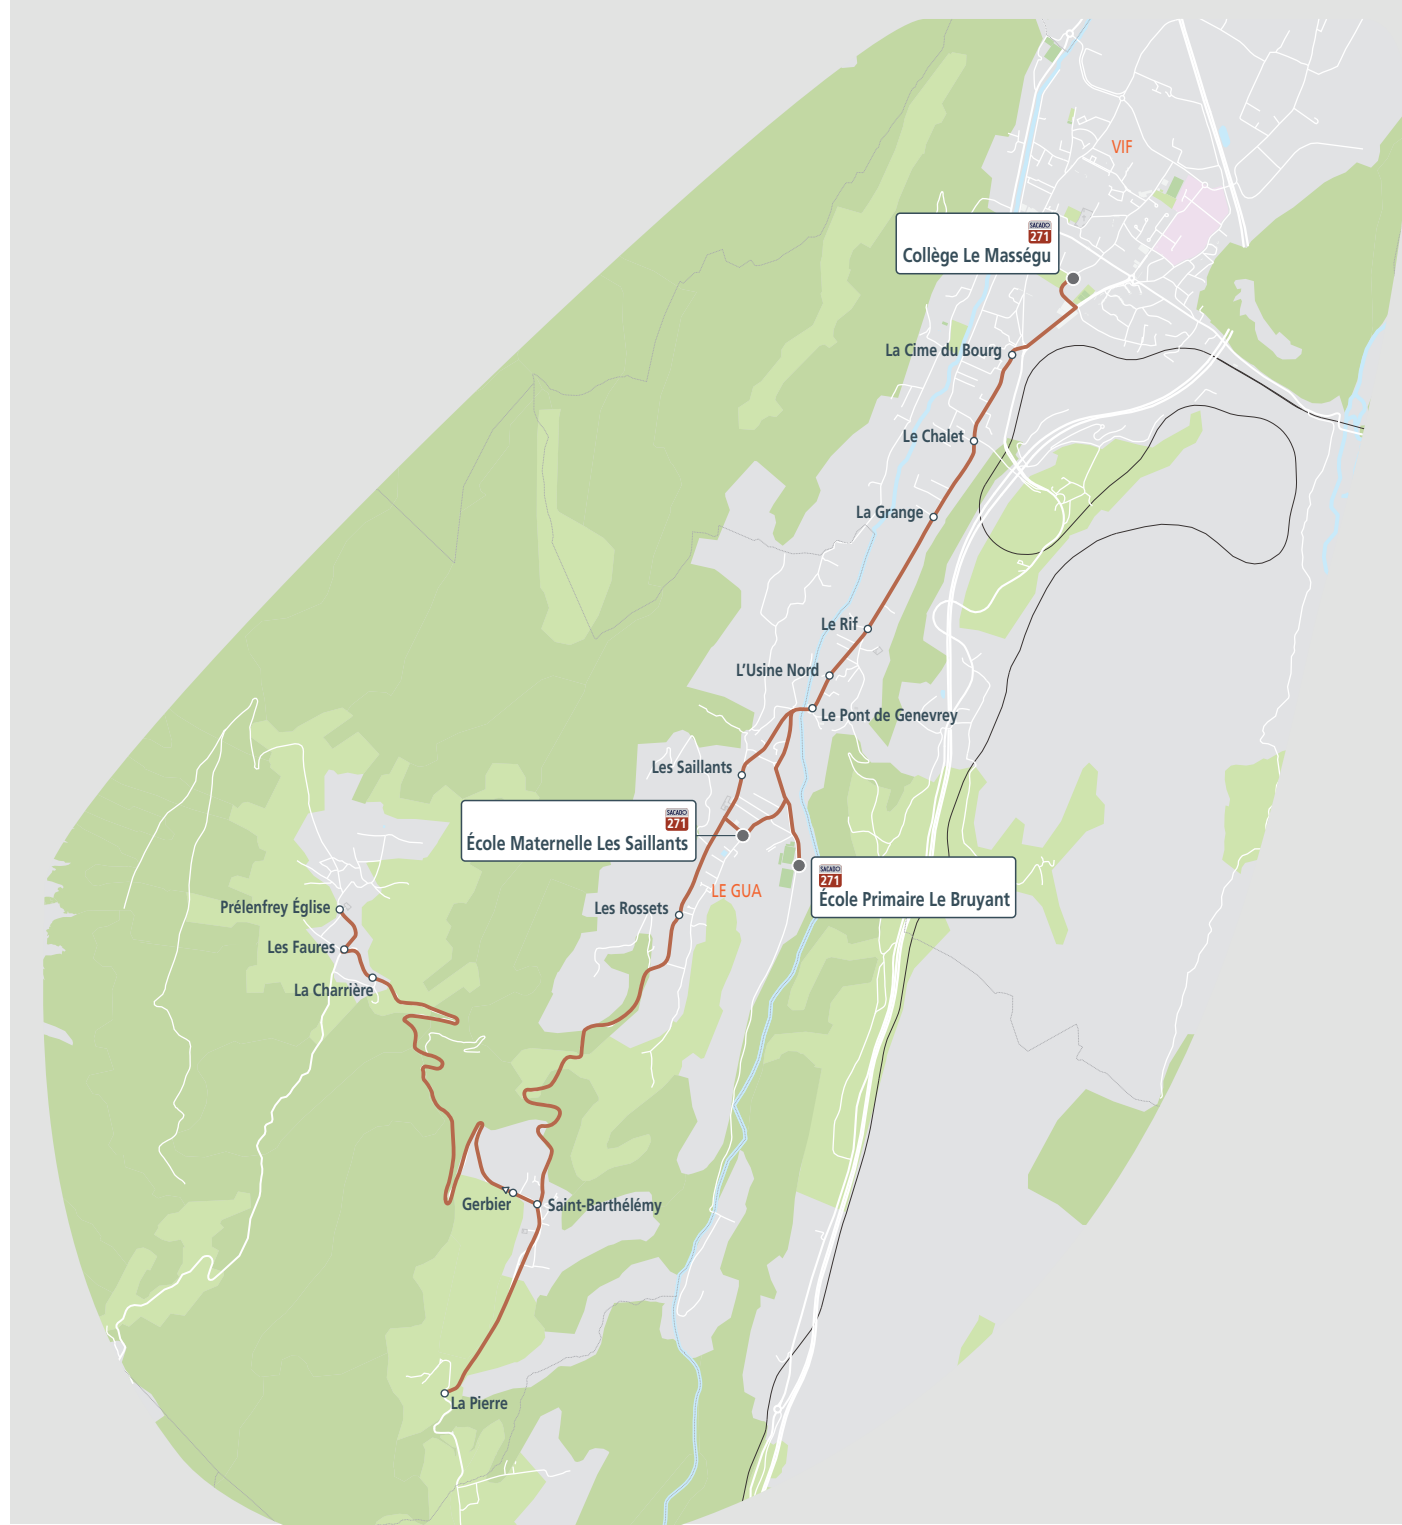 VIF
SACADO
271
Collège Le Masségu
La Cime du Bourg
Le Chalet
La Grange
Le Rif
L’Usine Nord
Le Pont de Genevrey
Les Saillants
SACADO
271
École Maternelle Les Saillants
SACADO
271
École Primaire Le Bruyant
LE GUA
Les Rossets
Prélenfrey Église
Les Faures
La Charrière
Gerbier
Saint-Barthélémy
La Pierre